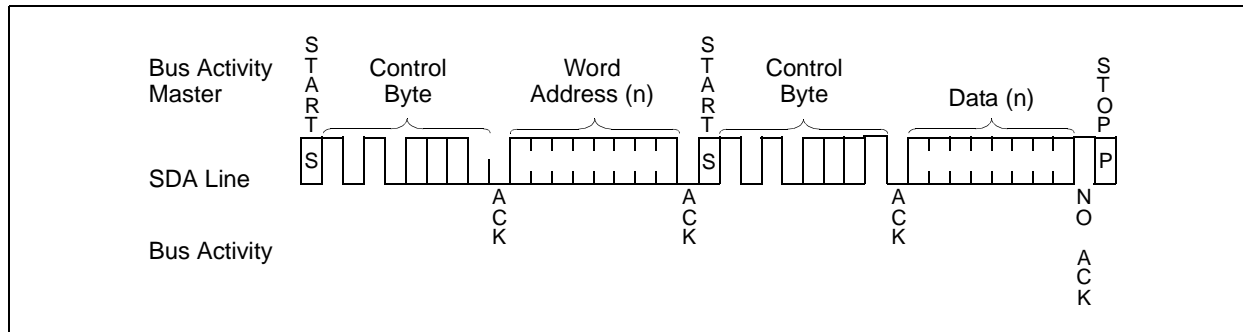 Bus Activity
Master
START
Control
Byte
Word
Address (n)
START
Control
Byte
Data (n)
STOP
SDA Line
S
S
P
Bus Activity
ACK
ACK
ACK
NO ACK